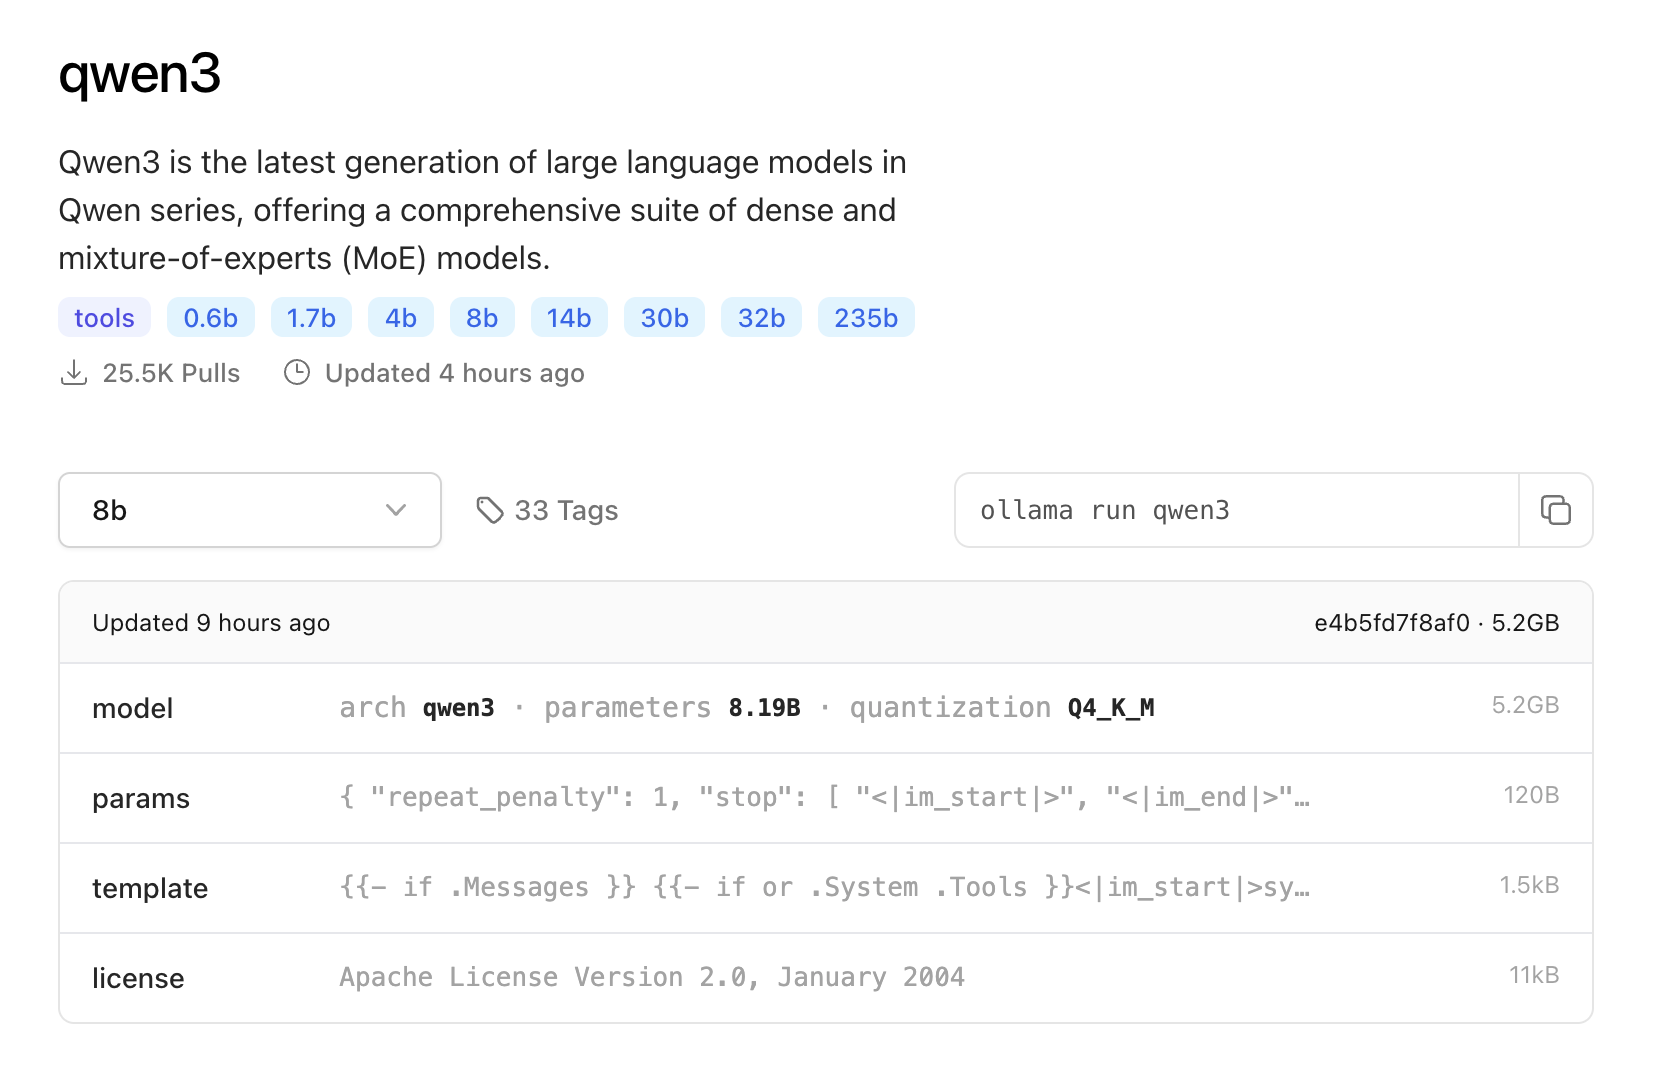 qwen3
Qwen3 is the latest generation of large language models in
Qwen series, offering a comprehensive suite of dense and
mixture-of-experts (MoE) models.
tools 0.6b 1.7b 4b 8b 14b 30b 32b 235b
25.5K Pulls Updated 4 hours ago
8b 33 Tags ollama run qwen3
Updated 9 hours ago e4b5fd7f8af0 · 5.2GB
model arch qwen3 · parameters 8.19B · quantization Q4_K_M 5.2GB
params { "repeat_penalty": 1, "stop": [ "<|im_start|>", "<|im_end|>"… 120B
template {{- if .Messages }} {{- if or .System .Tools }}<|im_start|>sy… 1.5kB
license Apache License Version 2.0, January 2004 11kB